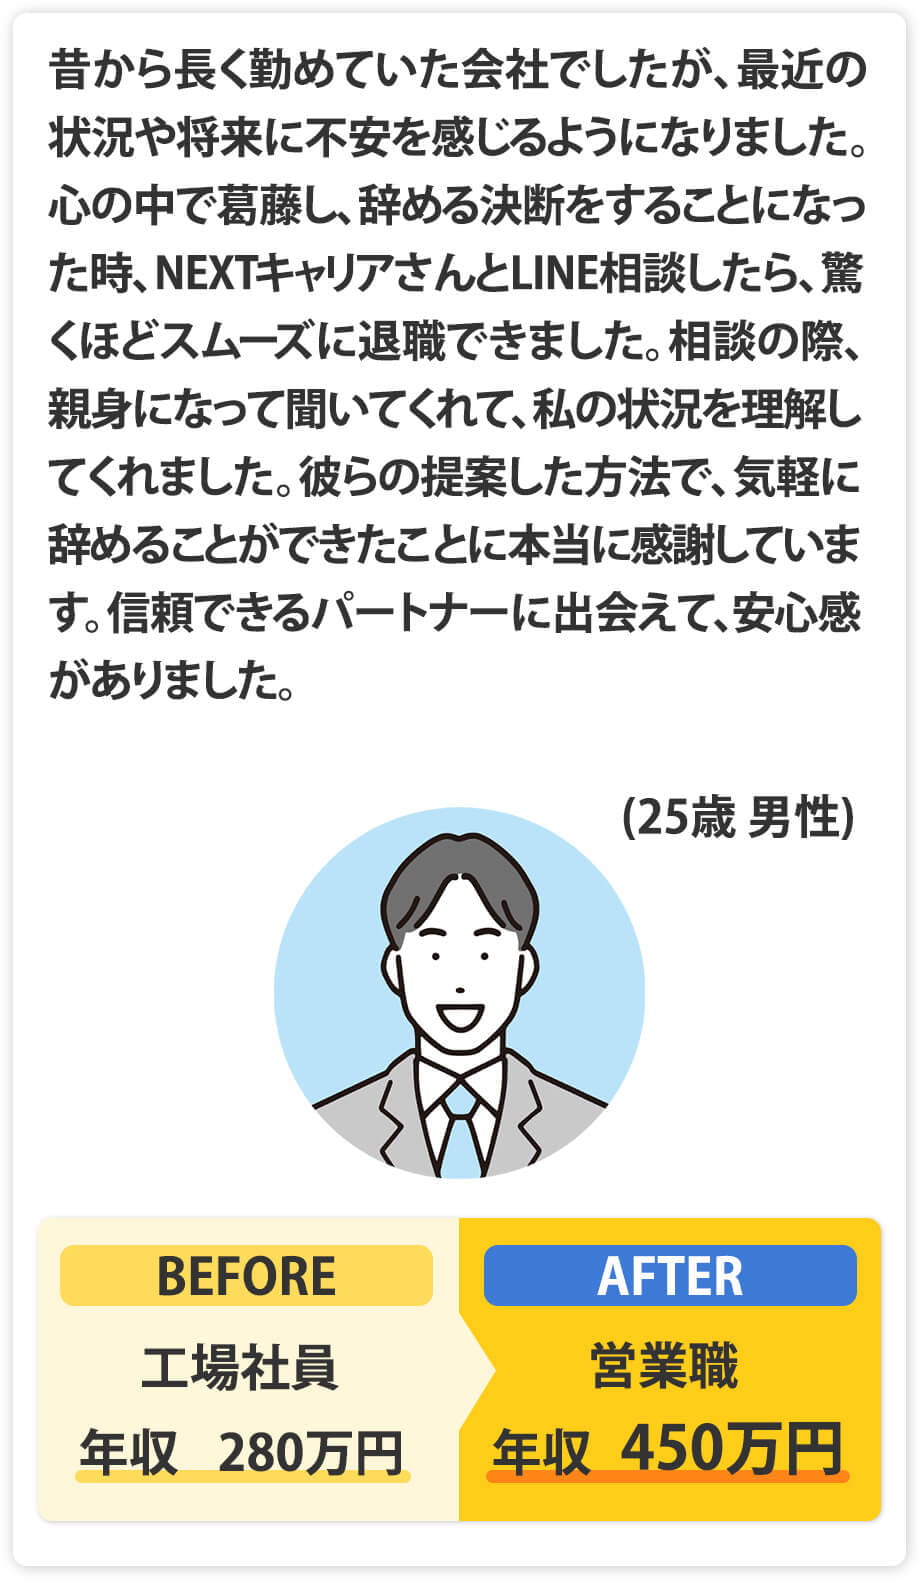 昔から長く勤めていた会社でしたが、最近の
状況や将来に不安を感じるようになりました。
心の中で葛藤し、辞める決断をすることになっ
た時、NEXTキャリアさんとLINE相談したら、驚
くほどスムーズに退職できました。相談の際、
親身になって聞いてくれて、私の状況を理解し
てくれました。彼らの提案した方法で、気軽に
辞めることができたことに本当に感謝していま
す。信頼できるパートナーに出会えて、安心感
がありました。
(25歳 男性)
BEFORE
工場社員
年収 280万円
AFTER
営業職
年収 450万円